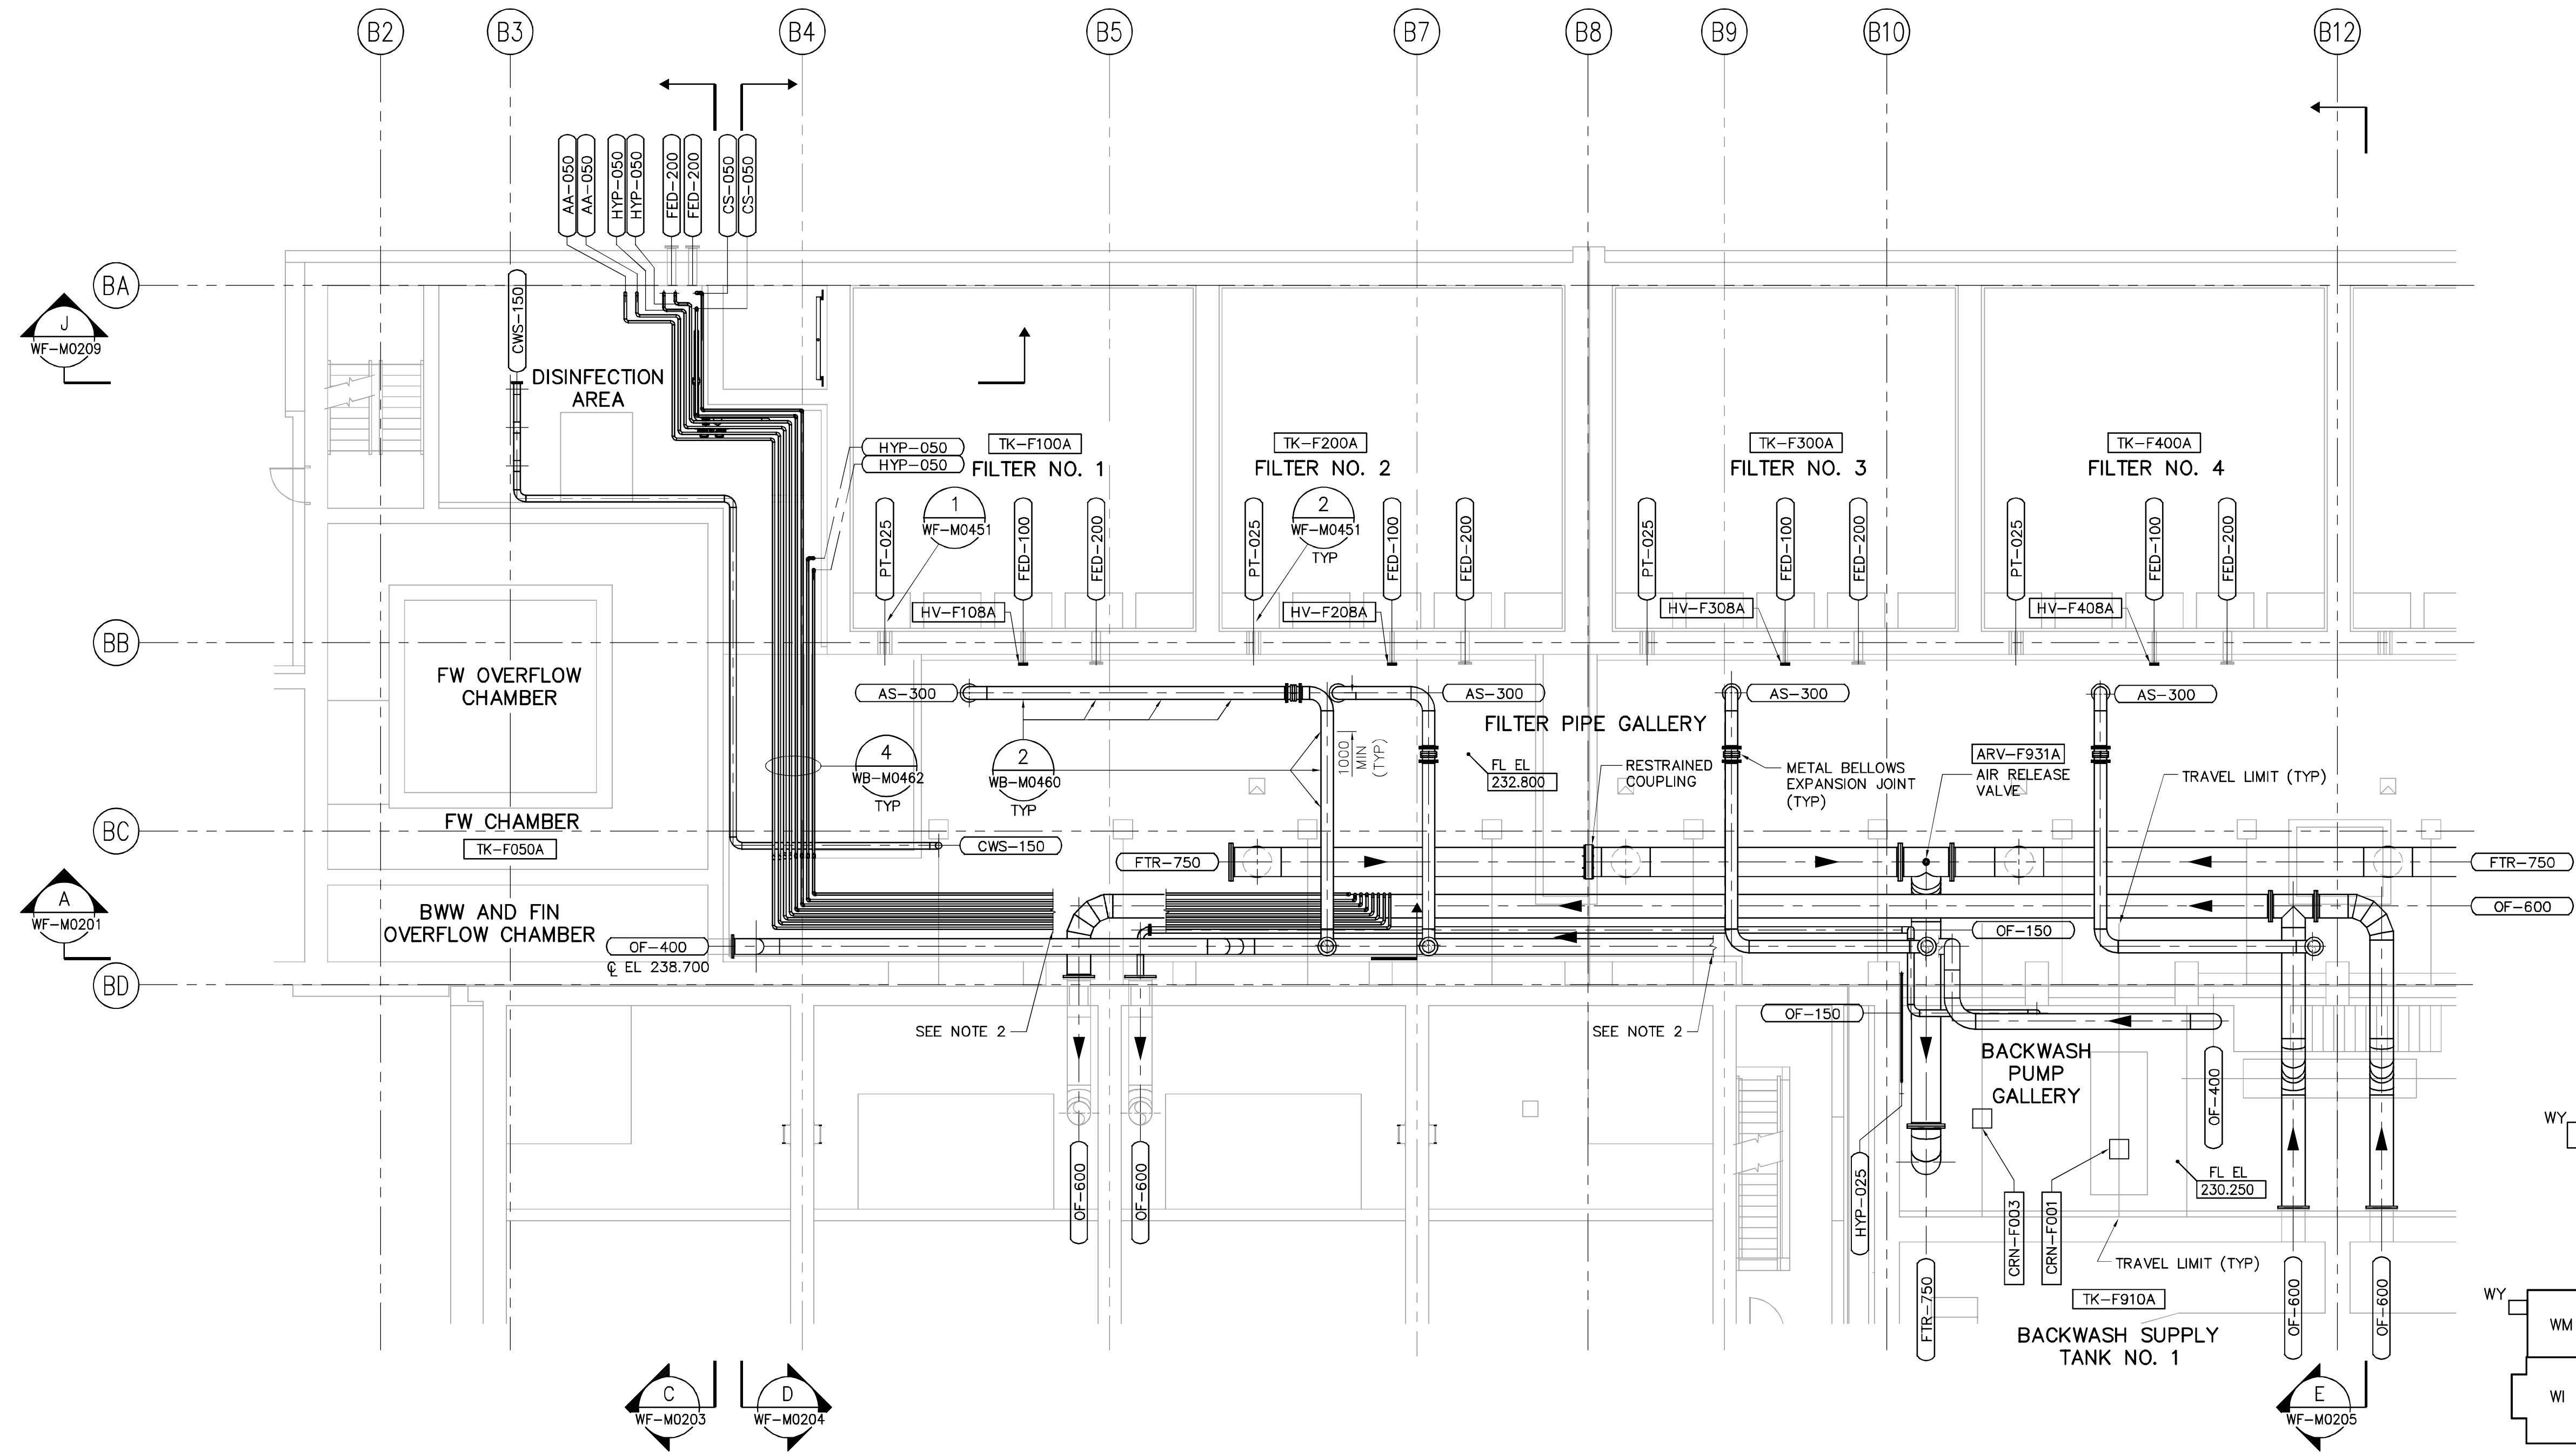 B2
B3
B4
B5
B7
B8
B9
B10
B12
AA-050
AA-050
HYP-050
HYP-050
FED-200
FED-200
CS-050
CS-050
BA
CWS-150
J
WF-M0209
DISINFECTION
AREA
HYP-050
HYP-050
TK-F100A
FILTER NO. 1
TK-F200A
FILTER NO. 2
TK-F300A
FILTER NO. 3
TK-F400A
FILTER NO. 4
1
WF-M0451
2
WF-M0451
TYP
PT-025
FED-100
FED-200
PT-025
FED-100
FED-200
PT-025
FED-100
FED-200
PT-025
FED-100
FED-200
HV-F108A
HV-F208A
HV-F308A
HV-F408A
BB
FW OVERFLOW
CHAMBER
AS-300
AS-300
AS-300
AS-300
FILTER PIPE GALLERY
4
WB-M0462
TYP
2
WB-M0460
TYP
1000
MIN
(TYP)
FL EL
232.800
RESTRAINED
COUPLING
METAL BELLOWS
EXPANSION JOINT
(TYP)
ARV-F931A
AIR RELEASE
VALVE
TRAVEL LIMIT (TYP)
BC
FW CHAMBER
TK-F050A
CWS-150
FTR-750
FTR-750
A
WF-M0201
BWW AND FIN
OVERFLOW CHAMBER
OF-600
OF-400
℄ EL 238.700
OF-150
BD
SEE NOTE 2
SEE NOTE 2
OF-150
BACKWASH
PUMP
GALLERY
OF-400
OF-600
OF-600
HYP-025
CRN-F003
CRN-F001
FL EL
230.250
TRAVEL LIMIT (TYP)
FTR-750
TK-F910A
BACKWASH SUPPLY
TANK NO. 1
OF-600
OF-600
WY
WY
WM
WI
C
WF-M0203
D
WF-M0204
E
WF-M0205